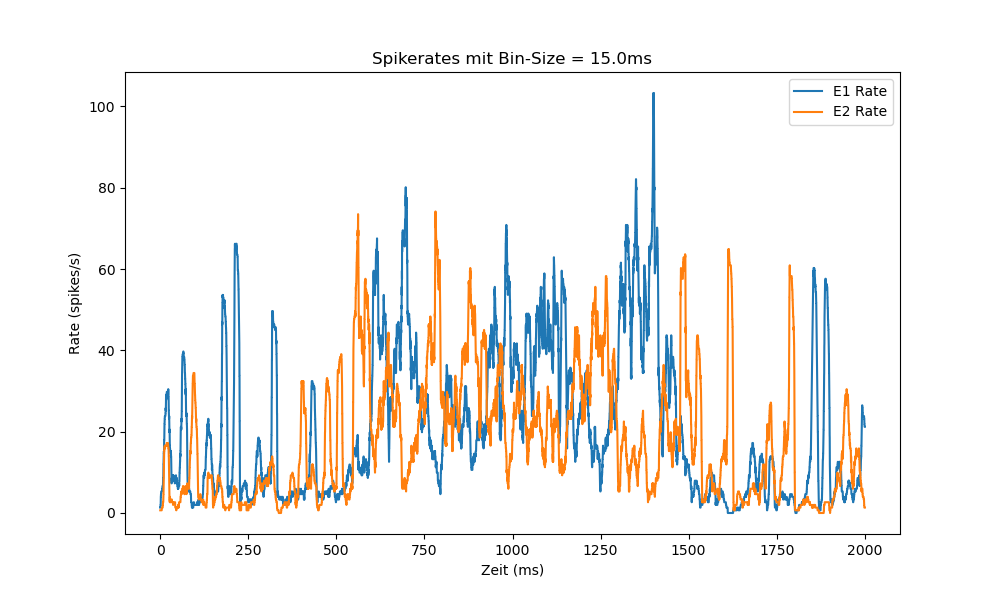 Spikerates mit Bin-Size = 15.0ms
E1 Rate
E2 Rate
Rate (spikes/s)
100
80
60
40
20
0
0 250 500 750 1000 1250 1500 1750 2000
Zeit (ms)